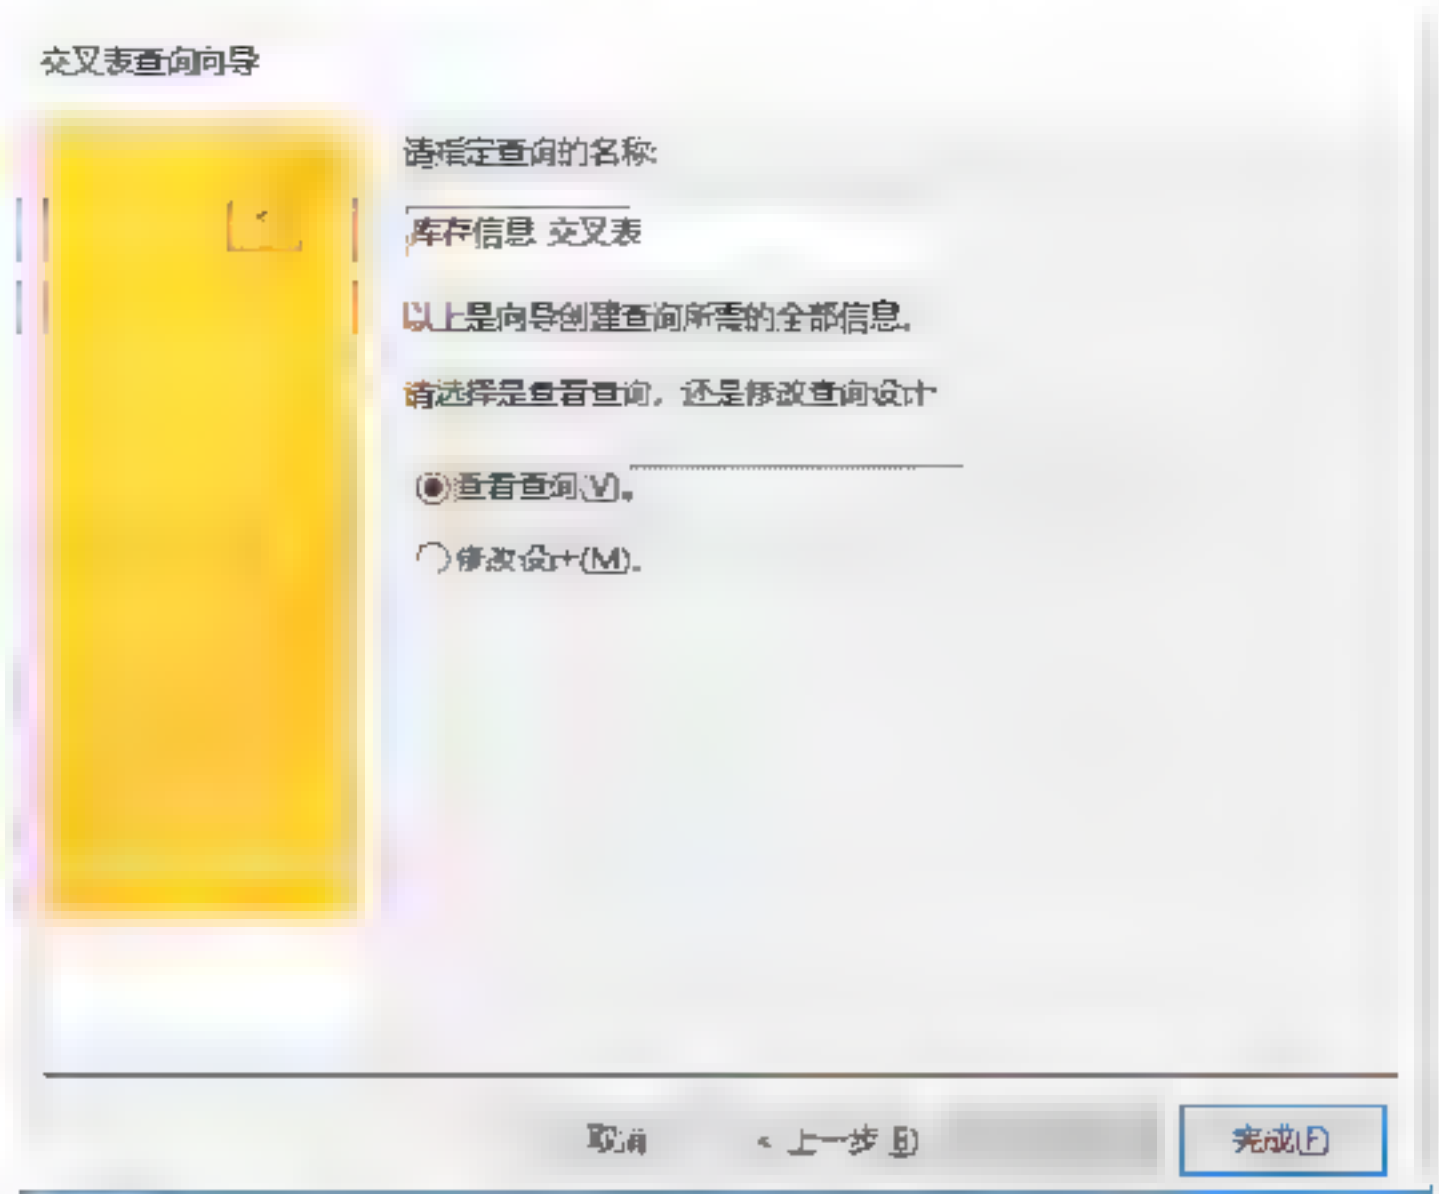 交叉表查询向导
请指定查询的名称:
库存信息 交叉表
以上是向导创建查询所需的全部信息。
请选择是查看查询，还是修改查询设计
查看查询(V)。
修改设计(M)。
取消
< 上一步(B)
完成(F)